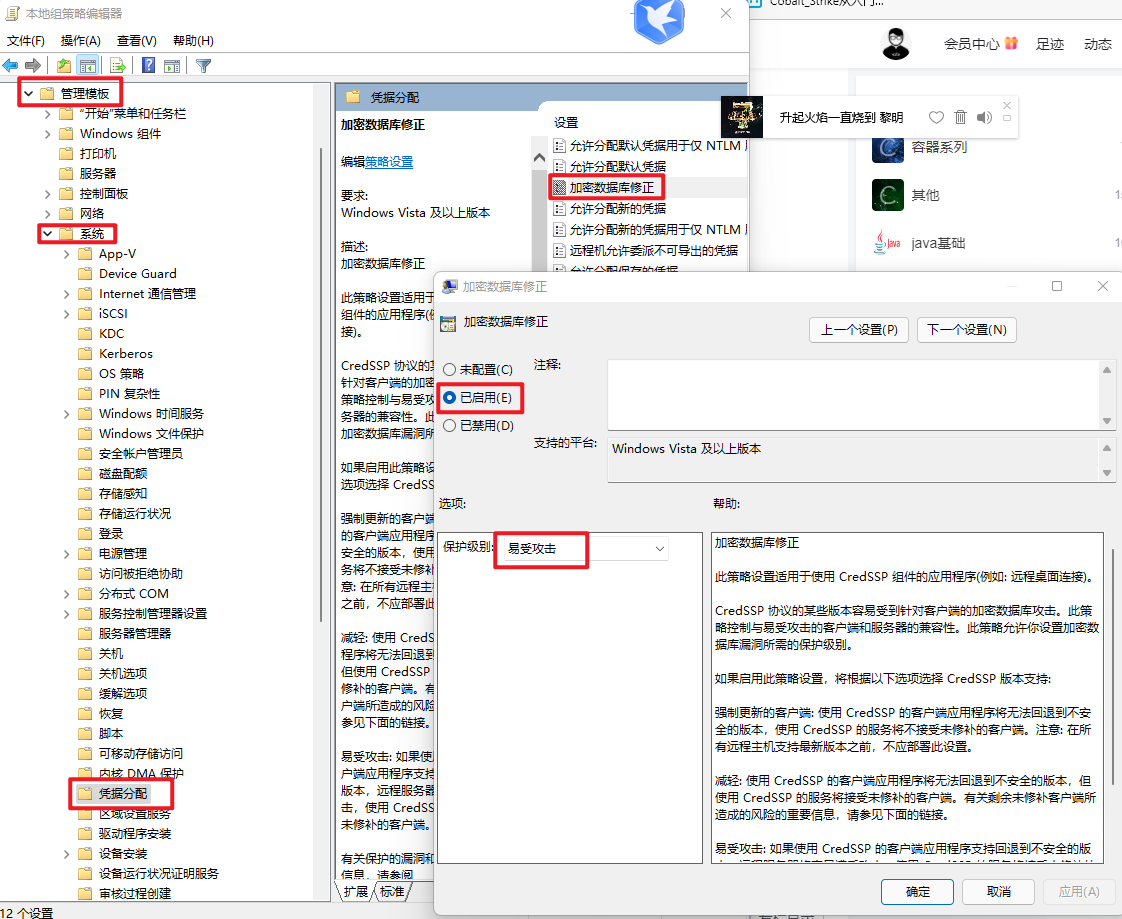 本地组策略编辑器
文件(F) 操作(A) 查看(V) 帮助(H)
管理模板
“开始”菜单和任务栏
Windows 组件
打印机
服务器
控制面板
网络
系统
App-V
Device Guard
Internet 通信管理
iSCSI
KDC
Kerberos
OS 策略
PIN 复杂性
Windows 时间服务
Windows 文件保护
安全帐户管理员
磁盘配额
存储感知
存储运行状况
登录
电源管理
访问被拒绝协助
分布式 COM
服务控制管理器设置
服务器管理器
关机
关机选项
缓解选项
恢复
脚本
可移动存储访问
内核 DMA 保护
凭据分配
区域设置服务
驱动程序安装
设备安装
设备运行状况证明服务
审核过程创建
12 个设置
凭据分配
加密数据库修正
编辑策略设置
要求:
Windows Vista 及以上版本
描述:
加密数据库修正
此策略设置适用于
组件的应用程序(
接)。
CredSSP 协议的
针对客户端的加密
策略控制与易受攻
务器的兼容性。此
加密数据库漏洞所
如果启用此策略设
选项选择 CredSS
强制更新的客户端
的客户端应用程序
安全的版本，使用
务将不接受未修补
意: 在所有远程主
之前，不应部署此
减轻: 使用 CredS
程序将无法回退到
但使用 CredSSP
修补的客户端。有
户端所造成的风险
参见下面的链接。
易受攻击: 如果使
户端应用程序支持
版本，远程服务器
击，使用 CredSS
未修补的客户端。
有关保护的漏洞和
信息，请参阅
扩展 标准
设置
允许分配默认凭据用于仅 NTLM
允许分配默认凭据
加密数据库修正
允许分配新的凭据
允许分配新的凭据用于仅 NTLM
远程机允许委派不可导出的凭据
允许分配保存的凭据
Cobalt_Strike从入门...
会员中心 足迹 动态
升起火焰一直烧到 黎明
容器系列
其他
java基础
加密数据库修正
加密数据库修正
上一个设置(P) 下一个设置(N)
未配置(C)
已启用(E)
已禁用(D)
注释:
支持的平台:
Windows Vista 及以上版本
选项:
保护级别: 易受攻击
帮助:
加密数据库修正
此策略设置适用于使用 CredSSP 组件的应用程序(例如: 远程桌面连接)。
CredSSP 协议的某些版本容易受到针对客户端的加密数据库攻击。此策
略控制与易受攻击的客户端和服务器的兼容性。此策略允许你设置加密数
据库漏洞所需的保护级别。
如果启用此策略设置，将根据以下选项选择 CredSSP 版本支持:
强制更新的客户端: 使用 CredSSP 的客户端应用程序将无法回退到不安
全的版本，使用 CredSSP 的服务将不接受未修补的客户端。注意: 在所
有远程主机支持最新版本之前，不应部署此设置。
减轻: 使用 CredSSP 的客户端应用程序将无法回退到不安全的版本，但
使用 CredSSP 的服务将接受未修补的客户端。有关剩余未修补客户端所
造成的风险的重要信息，请参见下面的链接。
易受攻击: 如果使用 CredSSP 的客户端应用程序支持回退到不安全的版
确定 取消 应用(A)